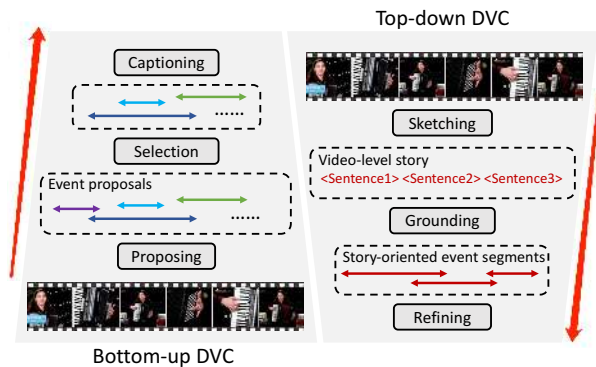 Top-down DVC
Captioning
......
Selection
Event proposals
......
Proposing
Bottom-up DVC
Sketching
Video-level story
<Sentence1> <Sentence2> <Sentence3>
Grounding
Story-oriented event segments
Refining